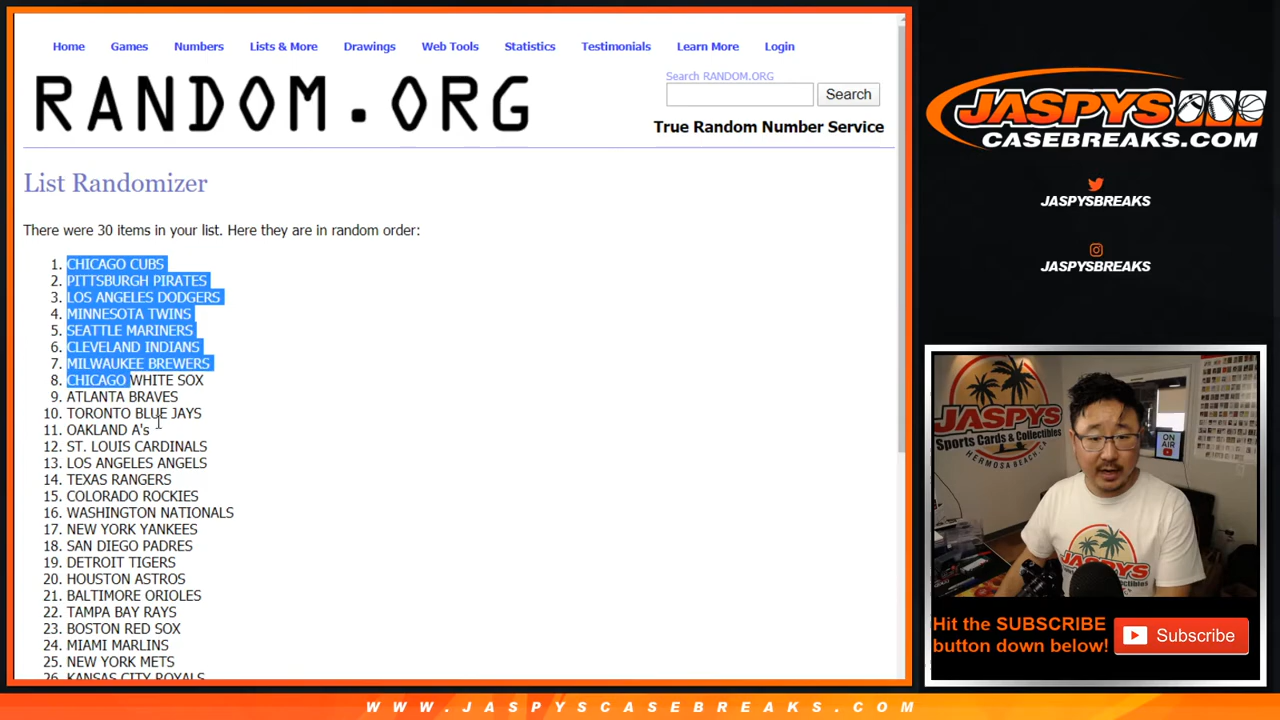 Home Games Numbers Lists & More Drawings Web Tools Statistics Testimonials Learn More Login
RANDOM.ORG
Search RANDOM.ORG
Search
True Random Number Service
List Randomizer
There were 30 items in your list. Here they are in random order:
1. CHICAGO CUBS
2. PITTSBURGH PIRATES
3. LOS ANGELES DODGERS
4. MINNESOTA TWINS
5. SEATTLE MARINERS
6. CLEVELAND INDIANS
7. MILWAUKEE BREWERS
8. CHICAGO WHITE SOX
9. ATLANTA BRAVES
10. TORONTO BLUE JAYS
11. OAKLAND A's
12. ST. LOUIS CARDINALS
13. LOS ANGELES ANGELS
14. TEXAS RANGERS
15. COLORADO ROCKIES
16. WASHINGTON NATIONALS
17. NEW YORK YANKEES
18. SAN DIEGO PADRES
19. DETROIT TIGERS
20. HOUSTON ASTROS
21. BALTIMORE ORIOLES
22. TAMPA BAY RAYS
23. BOSTON RED SOX
24. MIAMI MARLINS
25. NEW YORK METS
26. KANSAS CITY ROYALS
JASPYS
CASEBREAKS.COM
JASPYSBREAKS
JASPYSBREAKS
JASPYS
Sports Cards & Collectibles
HERMOSA BEACH, CA
ON AIR
JASPYS
Hit the SUBSCRIBE
button down below!
Subscribe
WWW.JASPYSCASEBREAKS.COM